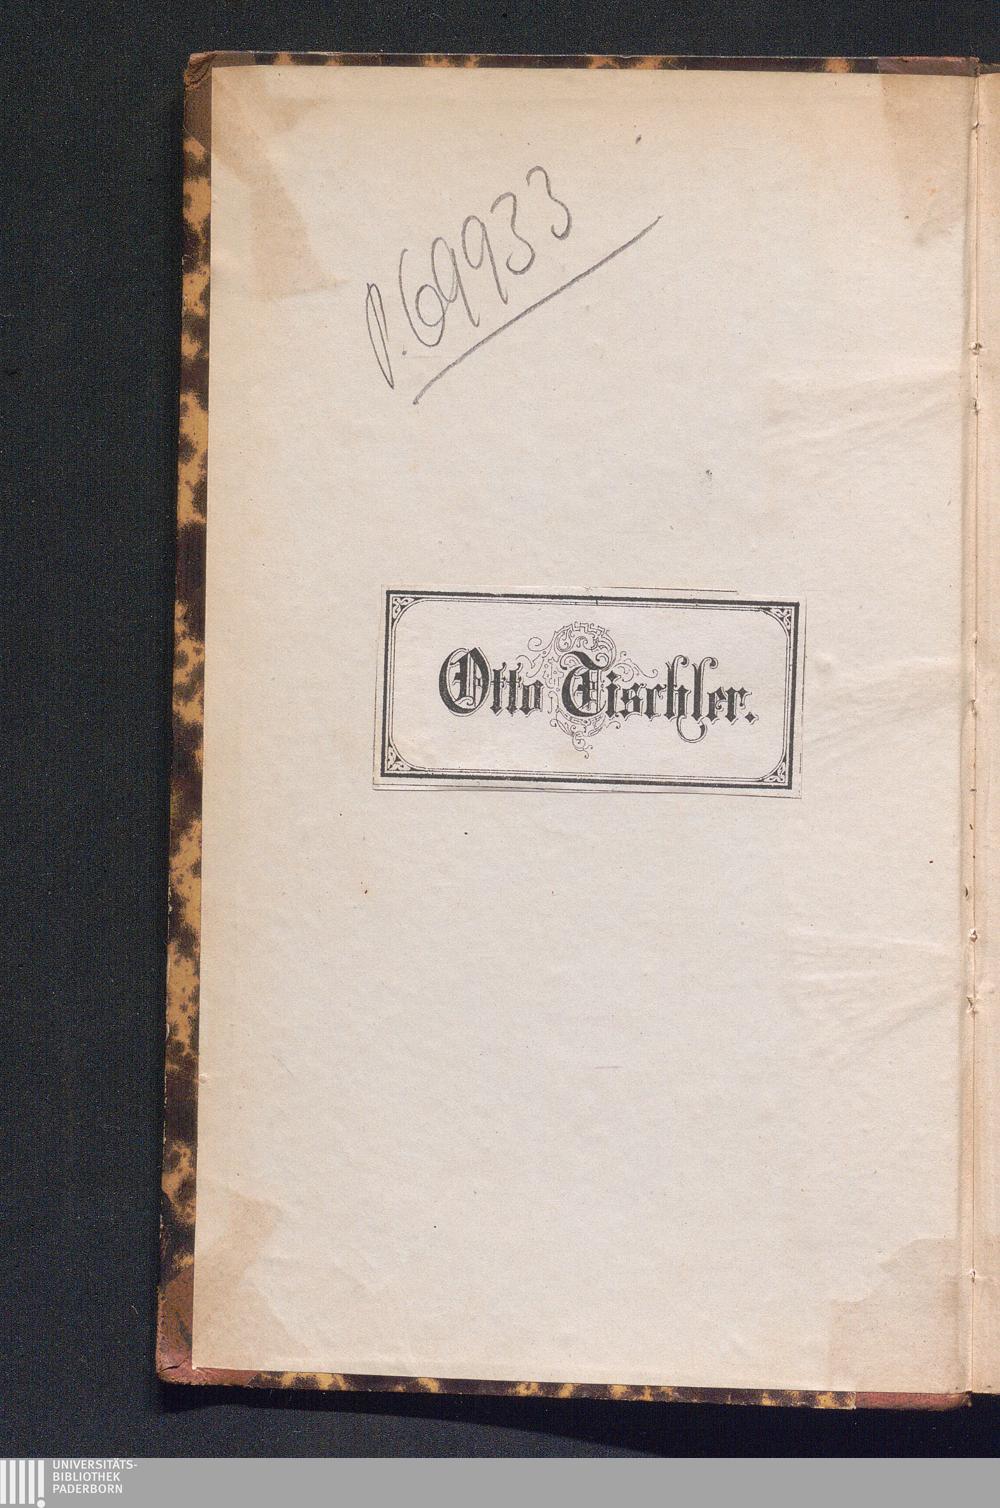 P. 69933
Otto Tischler.
UNIVERSITÄTS-
BIBLIOTHEK
PADERBORN